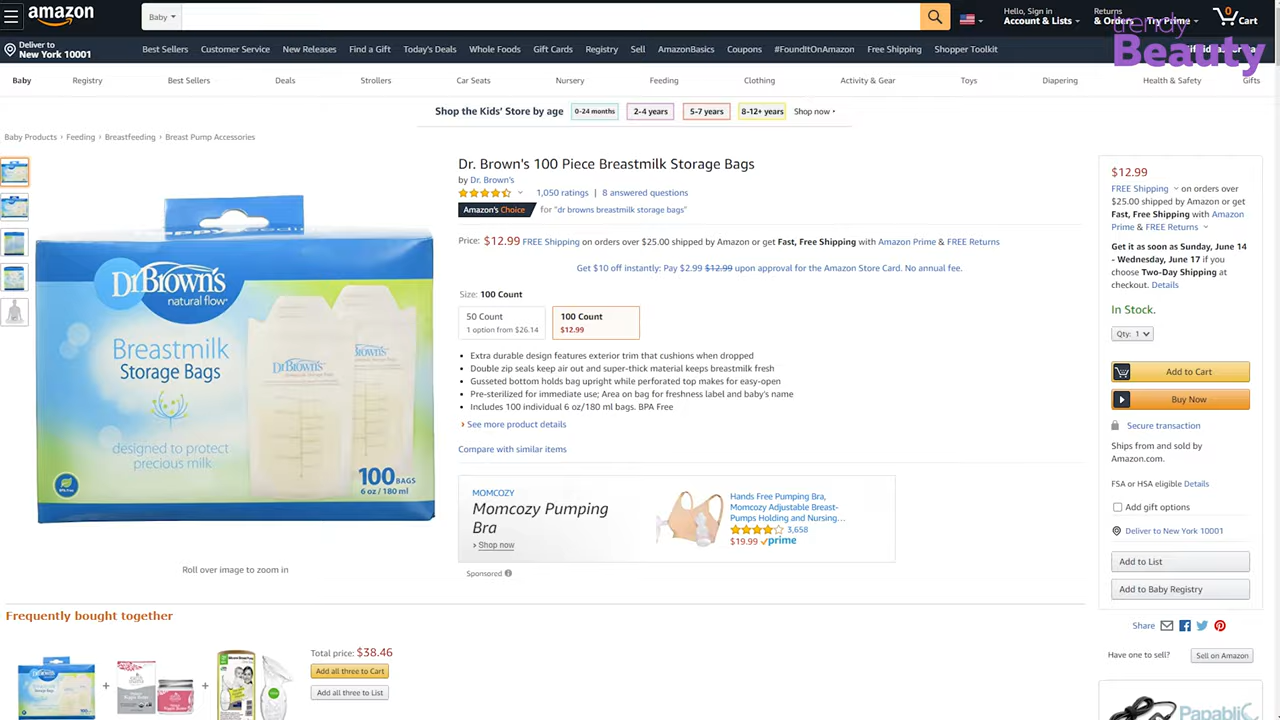 amazon
Baby
Hello, Sign in
Account & Lists
Returns
& Orders
Try Prime
0
Cart
trendy
Beauty
Deliver to
New York 10001
Best Sellers Customer Service New Releases Find a Gift Today's Deals Whole Foods Gift Cards Registry Sell AmazonBasics Coupons #FoundItOnAmazon Free Shipping Shopper Toolkit
Baby Registry Best Sellers Deals Strollers Car Seats Nursery Feeding Clothing Activity & Gear Toys Diapering Health & Safety Gifts
Shop the Kids' Store by age 0-24 months 2-4 years 5-7 years 8-12+ years Shop now
Baby Products › Feeding › Breastfeeding › Breast Pump Accessories
Dr. Brown's 100 Piece Breastmilk Storage Bags
by Dr. Brown's
1,050 ratings | 8 answered questions
Amazon's Choice for "dr browns breastmilk storage bags"
Price: $12.99 FREE Shipping on orders over $25.00 shipped by Amazon or get Fast, Free Shipping with Amazon Prime & FREE Returns
Get $10 off instantly: Pay $2.99 $12.99 upon approval for the Amazon Store Card. No annual fee.
Size: 100 Count
50 Count
1 option from $26.14
100 Count
$12.99
• Extra durable design features exterior trim that cushions when dropped
• Double zip seals keep air out and super-thick material keeps breastmilk fresh
• Gusseted bottom holds bag upright while perforated top makes for easy-open
• Pre-sterilized for immediate use; Area on bag for freshness label and baby's name
• Includes 100 individual 6 oz/180 ml bags. BPA Free
› See more product details
Compare with similar items
MOMCOZY
Momcozy Pumping
Bra
› Shop now
Hands Free Pumping Bra,
Momcozy Adjustable Breast-
Pumps Holding and Nursing...
3,658
$19.99 prime
Sponsored
Dr Brown's
natural flow
Breastmilk
Storage Bags
designed to protect
precious milk
100 BAGS
6 oz / 180 ml
Roll over image to zoom in
$12.99
FREE Shipping on orders over
$25.00 shipped by Amazon or get
Fast, Free Shipping with Amazon
Prime & FREE Returns
Get it as soon as Sunday, June 14
- Wednesday, June 17 if you
choose Two-Day Shipping at
checkout. Details
In Stock.
Qty: 1
Add to Cart
Buy Now
Secure transaction
Ships from and sold by
Amazon.com.
FSA or HSA eligible Details
Add gift options
Deliver to New York 10001
Add to List
Add to Baby Registry
Share
Have one to sell? Sell on Amazon
PapabliC
Frequently bought together
Total price: $38.46
Add all three to Cart
Add all three to List
+ +